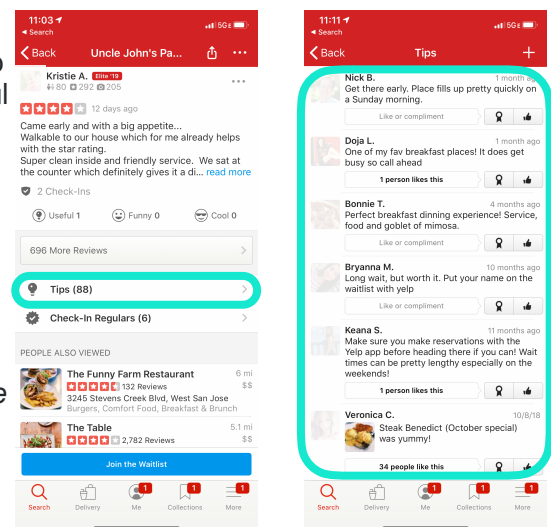 11:03
5GE
Search
Back
Uncle John's Pa...
Kristie A. Elite '19
80 292 205
12 days ago
Came early and with a big appetite...
Walkable to our house which for me already helps
with the star rating.
Super clean inside and friendly service. We sat at
the counter which definitely gives it a di... read more
2 Check-Ins
Useful 1
Funny 0
Cool 0
696 More Reviews
Tips (88)
Check-In Regulars (6)
PEOPLE ALSO VIEWED
The Funny Farm Restaurant 6 mi
132 Reviews $$
3245 Stevens Creek Blvd, West San Jose
Burgers, Comfort Food, Breakfast & Brunch
The Table 5.1 mi
2,782 Reviews $$
Join the Waitlist
Search
Delivery
1
Me
1
Collections
1
More
11:11
5GE
Search
Back
Tips
Nick B. 1 month ago
Get there early. Place fills up pretty quickly on
a Sunday morning.
Like or compliment
Doja L. 1 month ago
One of my fav breakfast places! It does get
busy so call ahead
1 person likes this
Bonnie T. 4 months ago
Perfect breakfast dinning experience! Service,
food and goblet of mimosa.
Like or compliment
Bryanna M. 10 months ago
Long wait, but worth it. Put your name on the
waitlist with yelp
Like or compliment
Keana S. 11 months ago
Make sure you make reservations with the
Yelp app before heading there if you can! Wait
times can be pretty lengthy especially on the
weekends!
1 person likes this
Veronica C. 10/8/18
Steak Benedict (October special)
was yummy!
34 people like this
Search
Delivery
1
Me
1
Collections
1
More